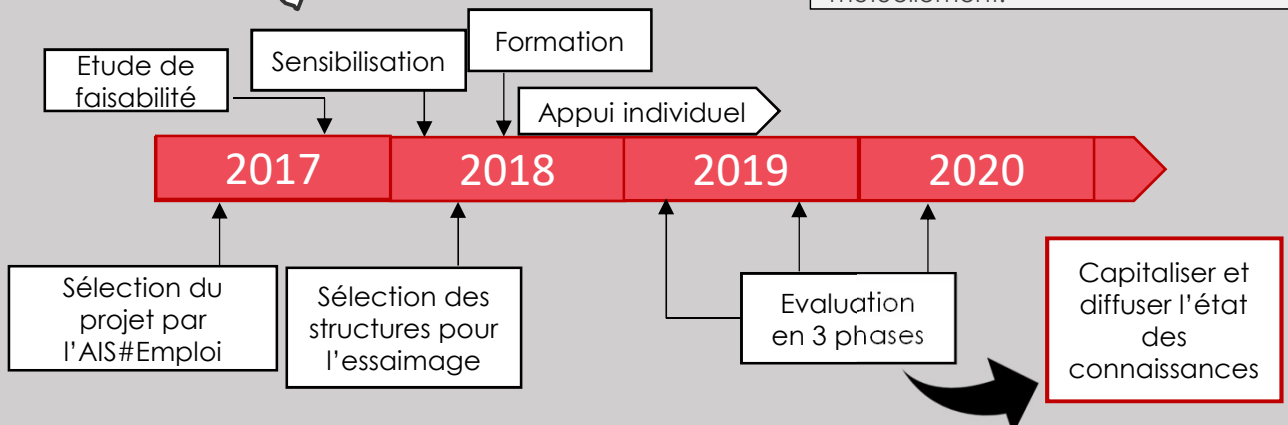 Formation
Sensibilisation
Etude de
faisabilité
Appui individuel
2017
2018
2019
2020
Sélection du
projet par
l'AIS#Emploi
Sélection des
structures pour
l'essaimage
Evaluation
en 3 phases
Capitaliser et
diffuser l'état
des
connaissances